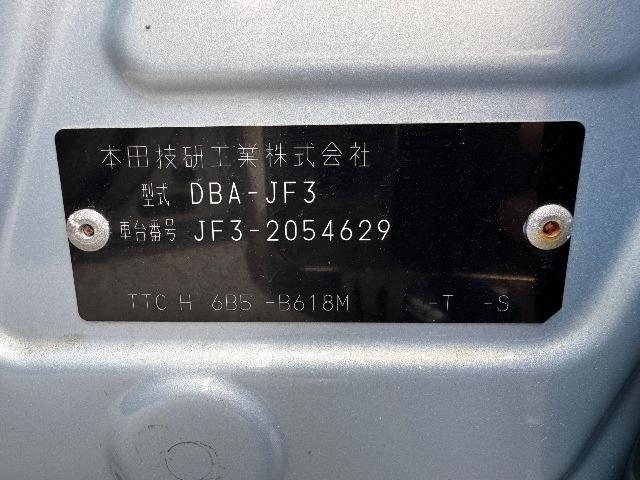 本田技研工業株式会社
型式 DBA-JF3
車台番号 JF3-2054629
TTC H 6B5 -B618M -T -S